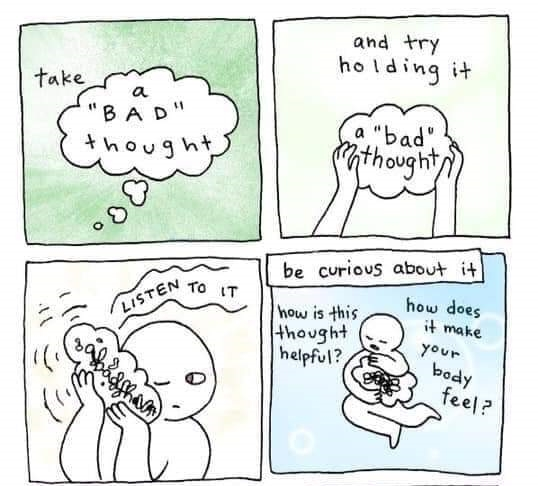 take
a
"BAD"
thought
and try
holding it
a "bad"
thought
LISTEN TO IT
be curious about it
how is this
thought
helpful?
how does
it make
your
body
feel?